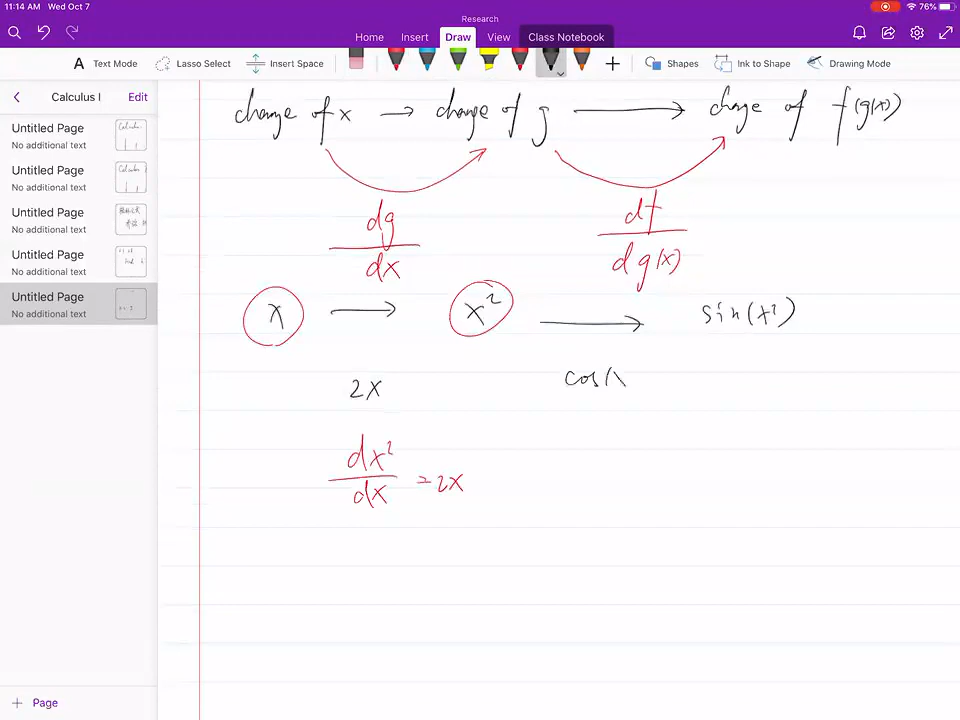 11:14 AM Wed Oct 7
76%
Research
Home Insert Draw View Class Notebook
Text Mode Lasso Select Insert Space Shapes Ink to Shape Drawing Mode
Calculus I Edit
Untitled Page
No additional text
Untitled Page
No additional text
Untitled Page
No additional text
Untitled Page
No additional text
Untitled Page
No additional text
Page
change of x → change of g → change of f(g(x))
dg
dx
df
dg(x)
x → x² → sin(x²)
2x cos(
dx²
dx
= 2x